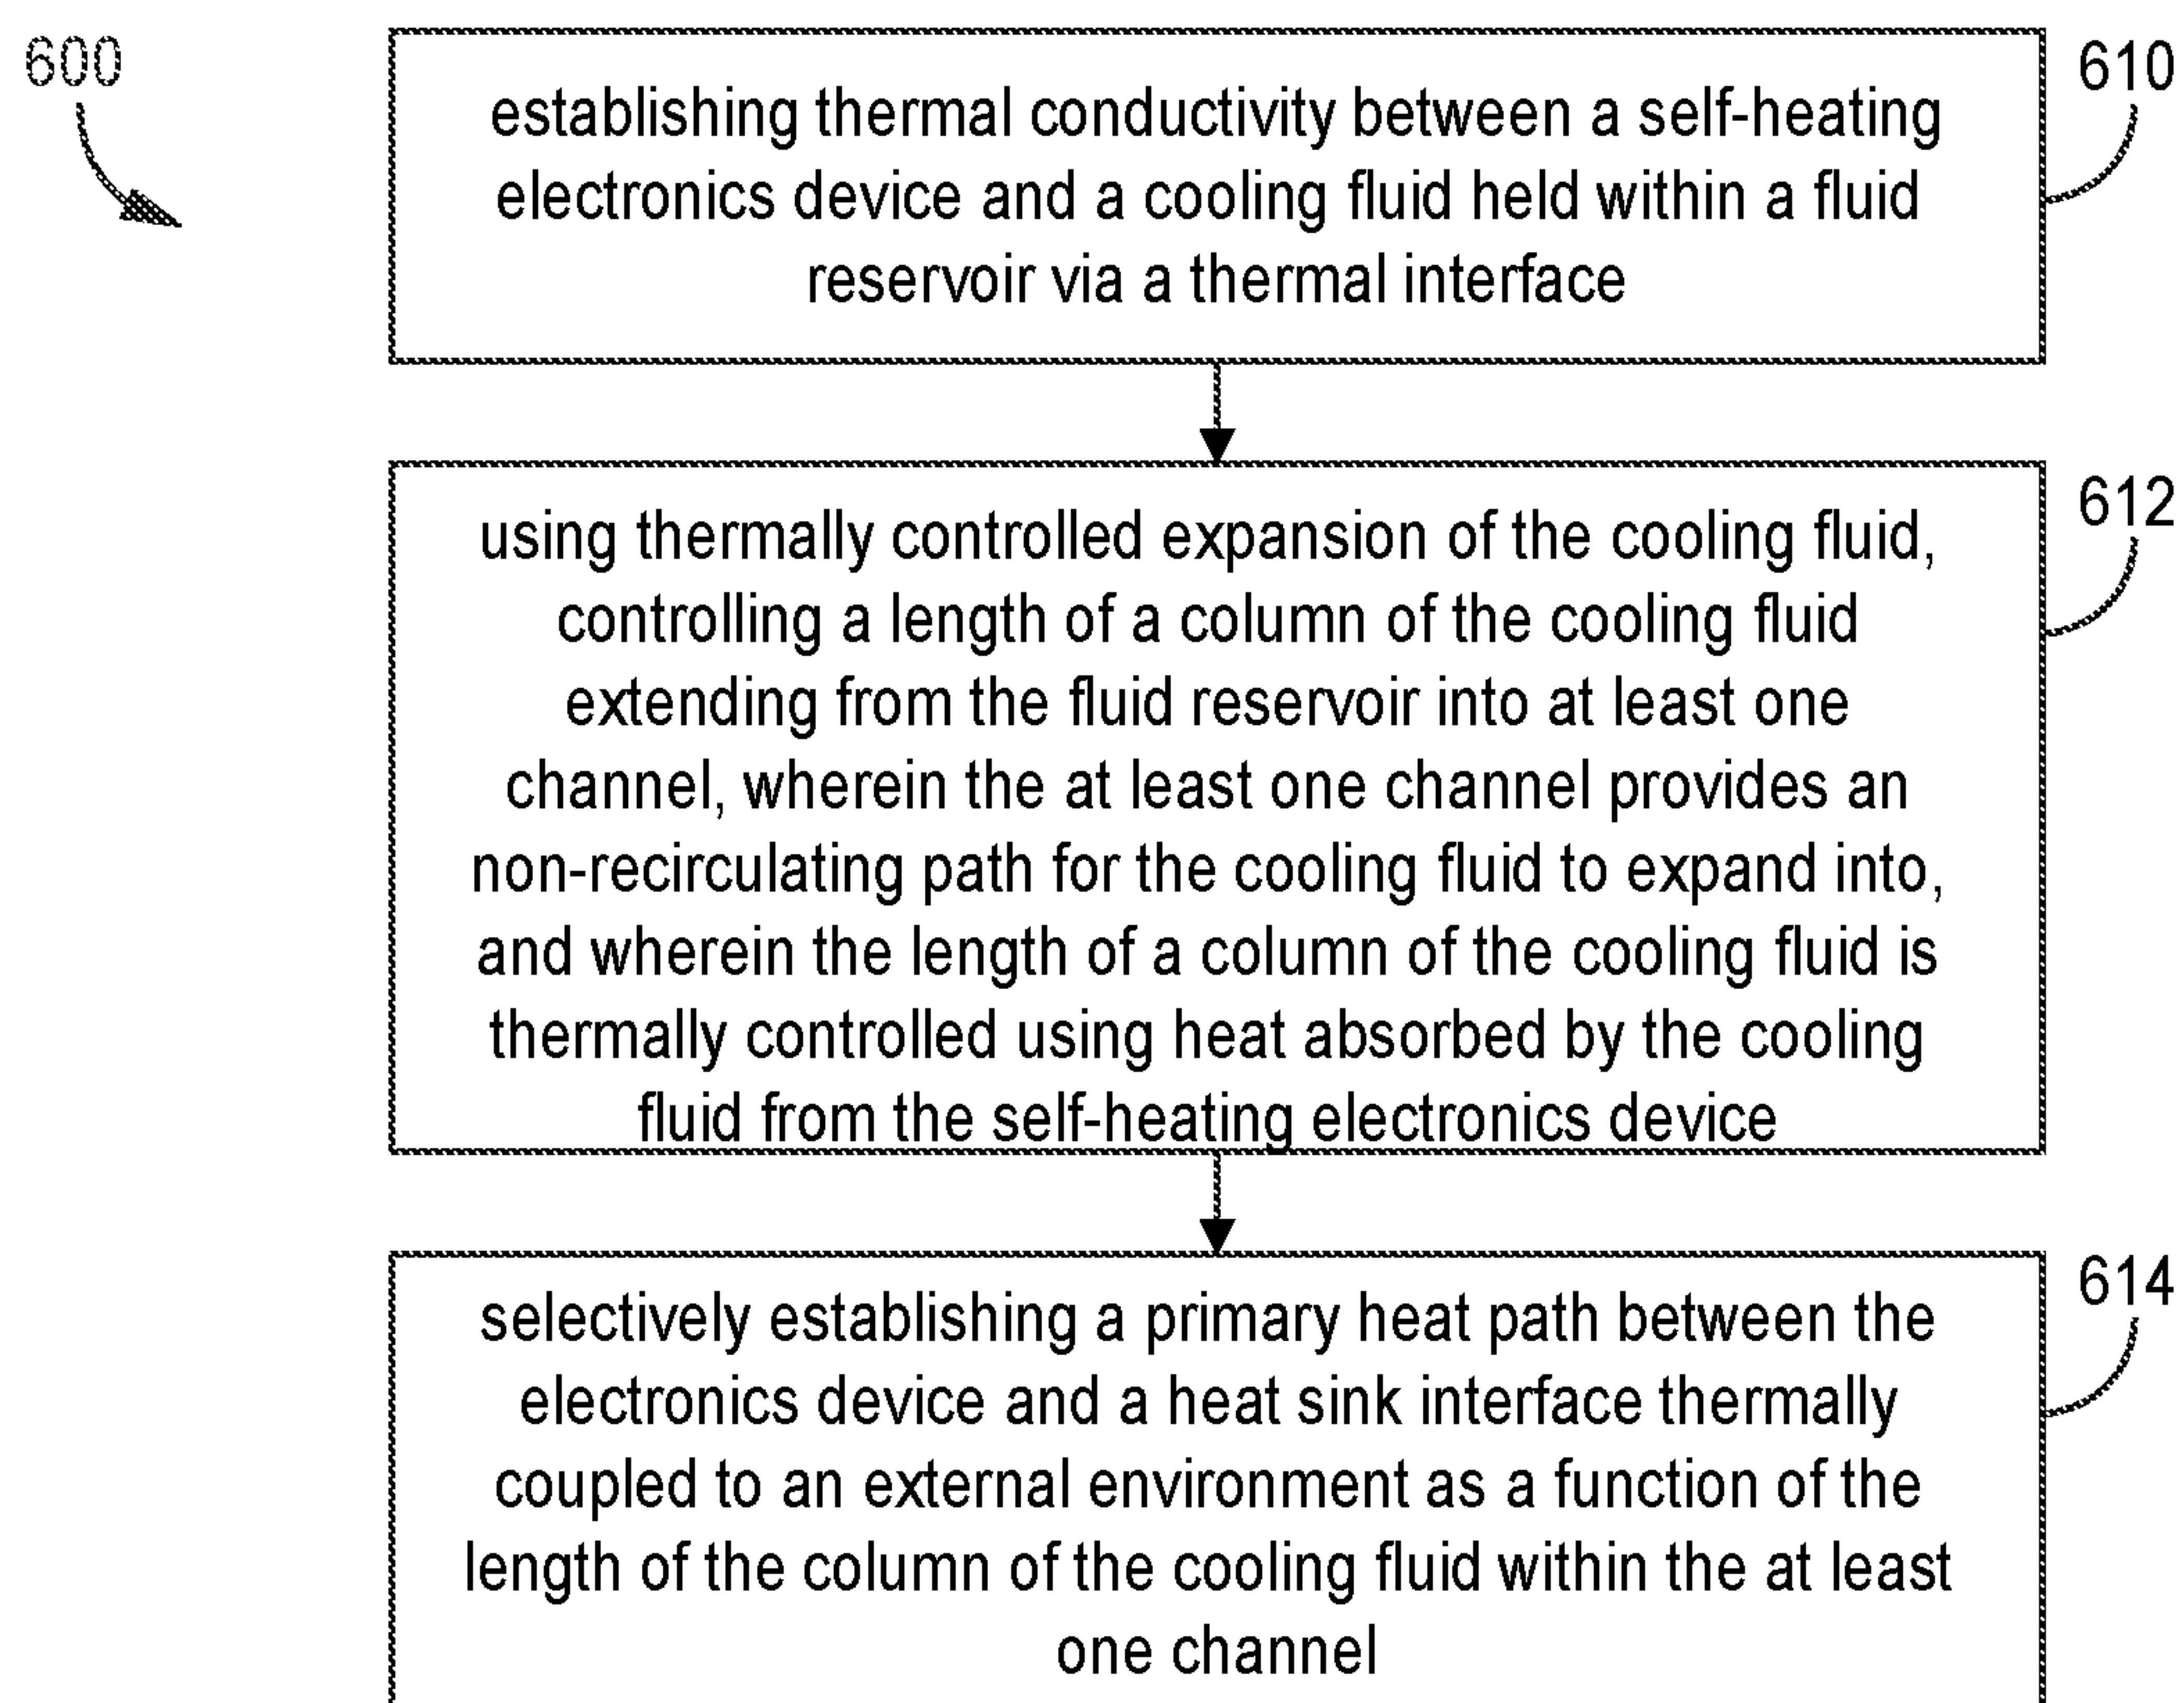 600
610
establishing thermal conductivity between a self-heating
electronics device and a cooling fluid held within a fluid
reservoir via a thermal interface
612
using thermally controlled expansion of the cooling fluid,
controlling a length of a column of the cooling fluid
extending from the fluid reservoir into at least one
channel, wherein the at least one channel provides an
non-recirculating path for the cooling fluid to expand into,
and wherein the length of a column of the cooling fluid is
thermally controlled using heat absorbed by the cooling
fluid from the self-heating electronics device
614
selectively establishing a primary heat path between the
electronics device and a heat sink interface thermally
coupled to an external environment as a function of the
length of the column of the cooling fluid within the at least
one channel